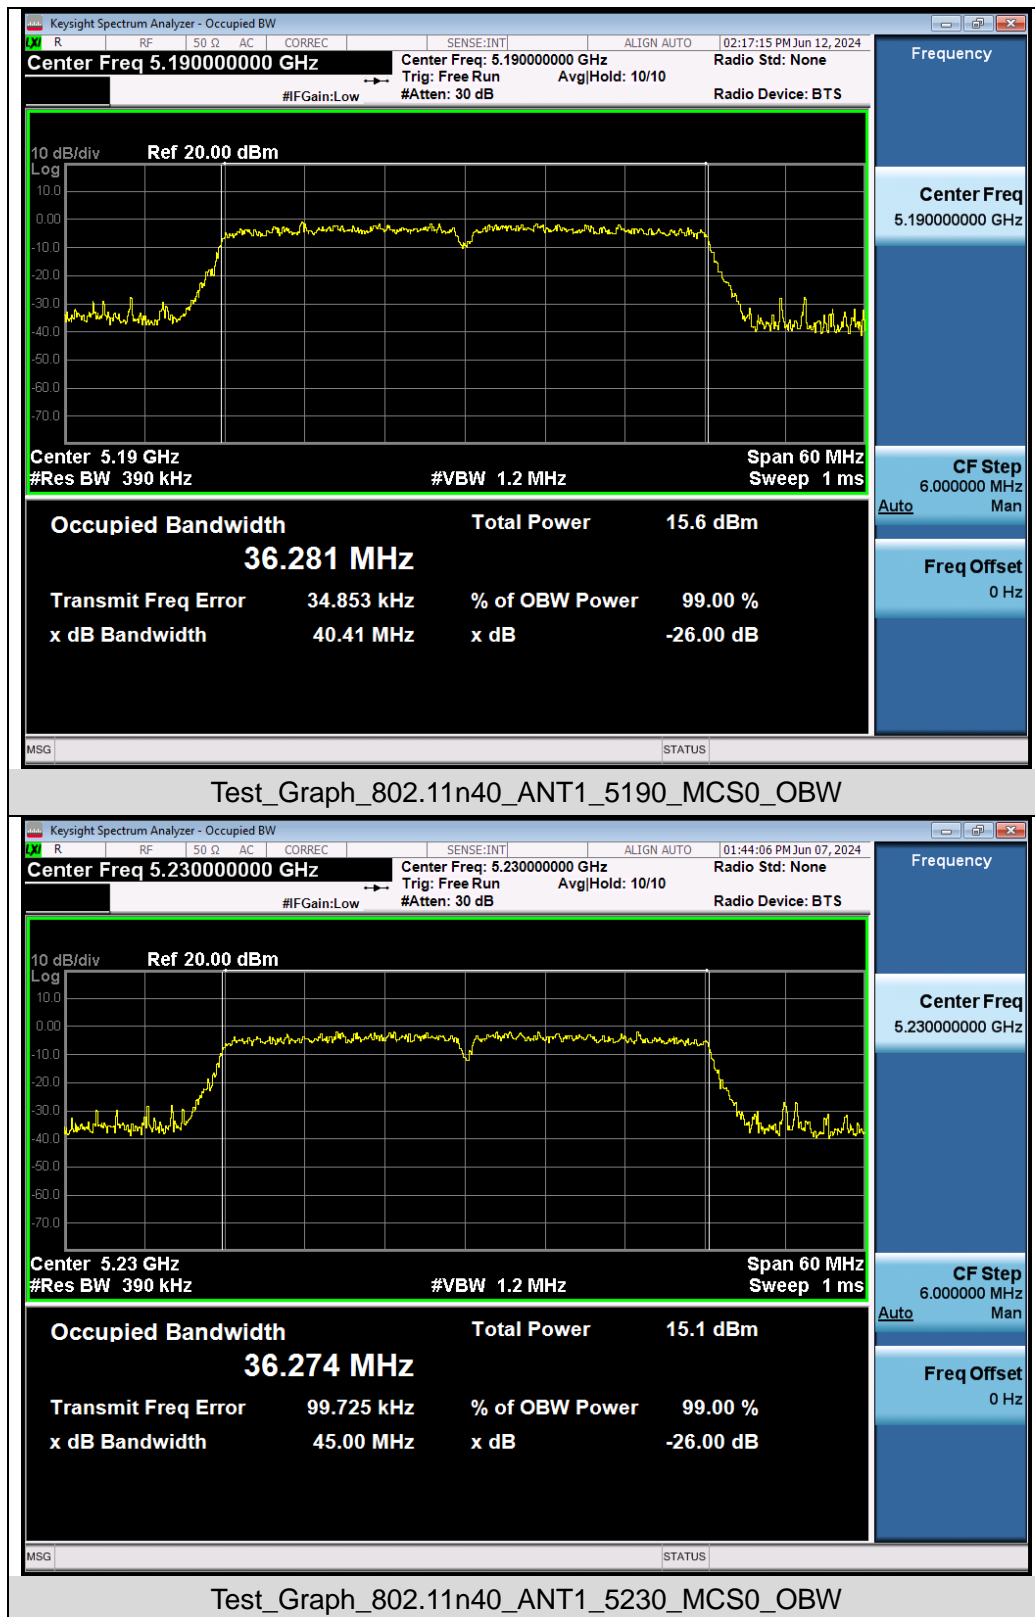 Keysight Spectrum Analyzer - Occupied BW
LXI R RF 50 Ω AC CORREC SENSE:INT ALIGN AUTO 02:17:15 PM Jun 12, 2024
Center Freq 5.190000000 GHz
Center Freq: 5.190000000 GHz
Radio Std: None
Trig: Free Run Avg|Hold: 10/10
#IFGain:Low
#Atten: 30 dB
Radio Device: BTS
Frequency
10 dB/div Ref 20.00 dBm
Log
10.0
0.00
-10.0
-20.0
-30.0
-40.0
-50.0
-60.0
-70.0
Center Freq
5.190000000 GHz
Center 5.19 GHz Span 60 MHz
#Res BW 390 kHz #VBW 1.2 MHz Sweep 1 ms
CF Step
6.000000 MHz
Auto Man
Occupied Bandwidth Total Power 15.6 dBm
36.281 MHz
Freq Offset
0 Hz
Transmit Freq Error 34.853 kHz % of OBW Power 99.00 %
x dB Bandwidth 40.41 MHz x dB -26.00 dB
MSG STATUS
Test_Graph_802.11n40_ANT1_5190_MCS0_OBW
Keysight Spectrum Analyzer - Occupied BW
LXI R RF 50 Ω AC CORREC SENSE:INT ALIGN AUTO 01:44:06 PM Jun 07, 2024
Center Freq 5.230000000 GHz
Center Freq: 5.230000000 GHz
Radio Std: None
Trig: Free Run Avg|Hold: 10/10
#IFGain:Low
#Atten: 30 dB
Radio Device: BTS
Frequency
10 dB/div Ref 20.00 dBm
Log
10.0
0.00
-10.0
-20.0
-30.0
-40.0
-50.0
-60.0
-70.0
Center Freq
5.230000000 GHz
Center 5.23 GHz Span 60 MHz
#Res BW 390 kHz #VBW 1.2 MHz Sweep 1 ms
CF Step
6.000000 MHz
Auto Man
Occupied Bandwidth Total Power 15.1 dBm
36.274 MHz
Freq Offset
0 Hz
Transmit Freq Error 99.725 kHz % of OBW Power 99.00 %
x dB Bandwidth 45.00 MHz x dB -26.00 dB
MSG STATUS
Test_Graph_802.11n40_ANT1_5230_MCS0_OBW